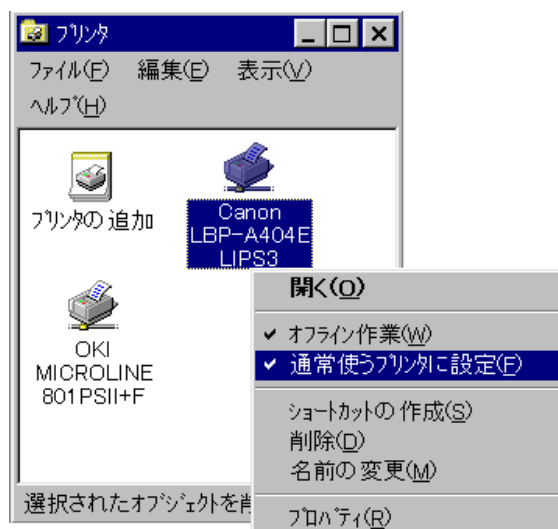 プリンタ
ファイル(F) 編集(E) 表示(V)
ヘルプ(H)
プリンタの追加
Canon
LBP-A404E
LIPS3
OKI
MICROLINE
801PSII+F
開く(O)
オフライン作業(W)
通常使うプリンタに設定(F)
ショートカットの作成(S)
削除(D)
名前の変更(M)
プロパティ(R)
選択されたオブジェクトを削